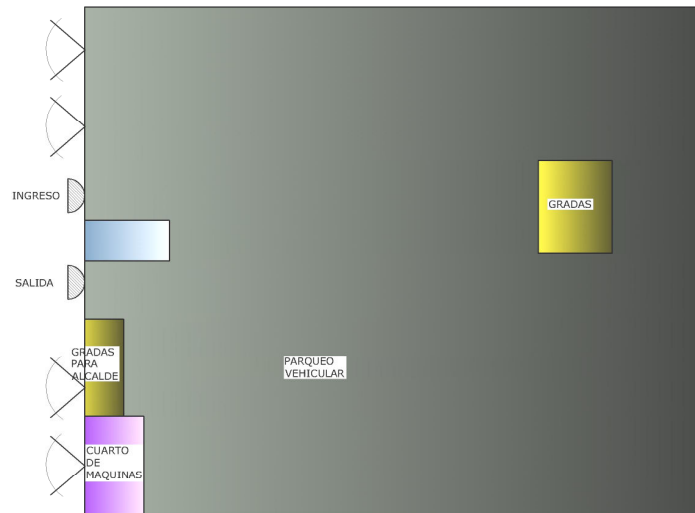 INGRESO
GRADAS
SALIDA
GRADAS
PARA
ALCALDE
PARQUEO
VEHICULAR
CUARTO
DE
MAQUINAS